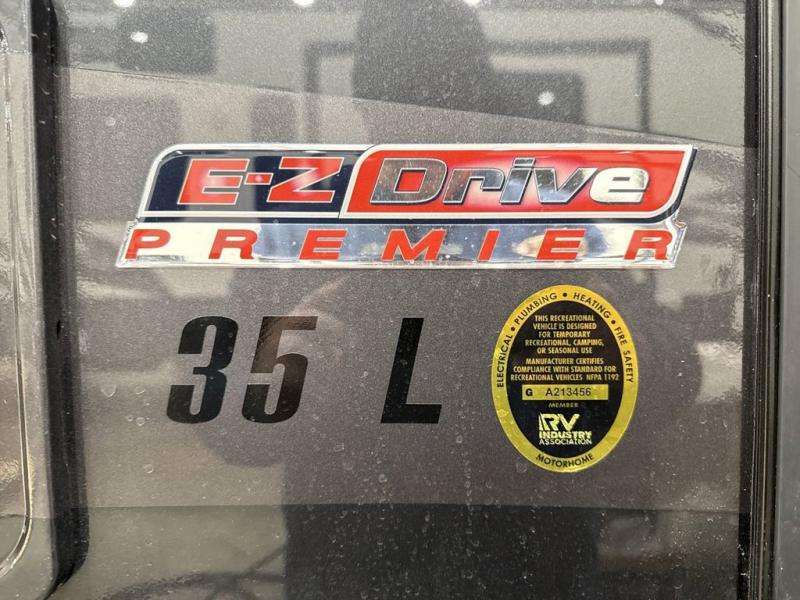 E-Z Drive
PREMIER
35 L
ELECTRICAL • PLUMBING • HEATING • FIRE SAFETY
THIS RECREATIONAL
VEHICLE IS DESIGNED
FOR TEMPORARY
RECREATIONAL, CAMPING,
OR SEASONAL USE
MANUFACTURER CERTIFIES
COMPLIANCE WITH STANDARD FOR
RECREATIONAL VEHICLES NFPA 1192
G A213456
MEMBER
RV
INDUSTRY
ASSOCIATION
MOTORHOME